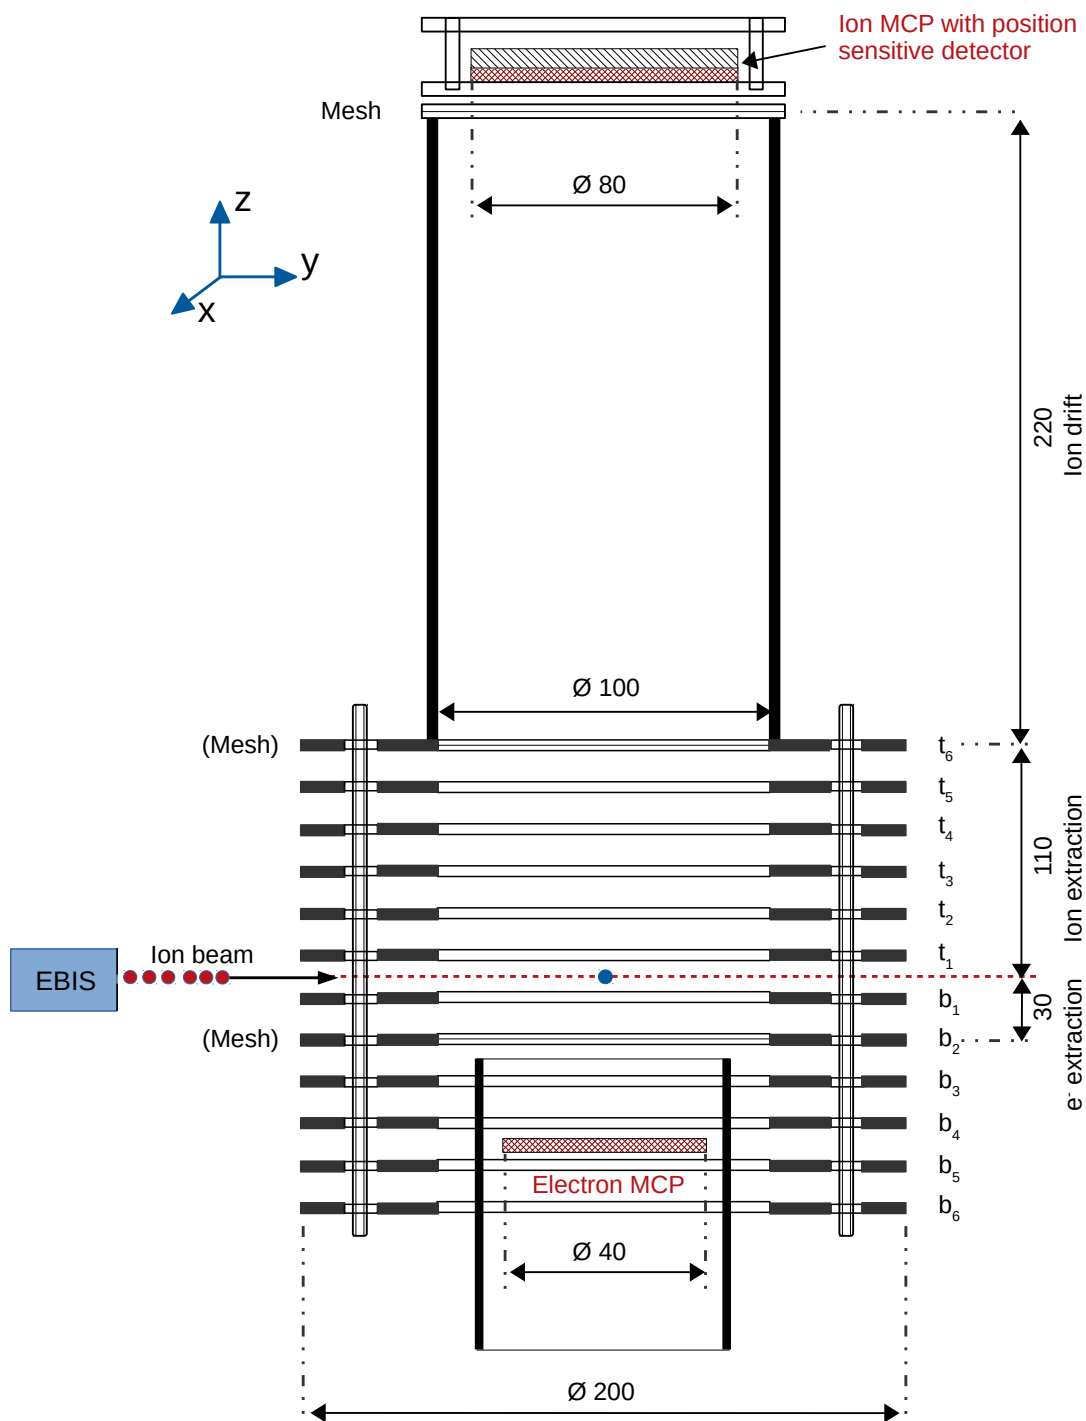 Ion MCP with position
sensitive detector
Mesh
Ø 80
z
y
x
220
Ion drift
Ø 100
(Mesh)
t6
t5
t4
t3
t2
t1
110
Ion extraction
Ion beam
EBIS
b1
(Mesh)
b2
30
e- extraction
b3
b4
b5
Electron MCP
b6
Ø 40
Ø 200